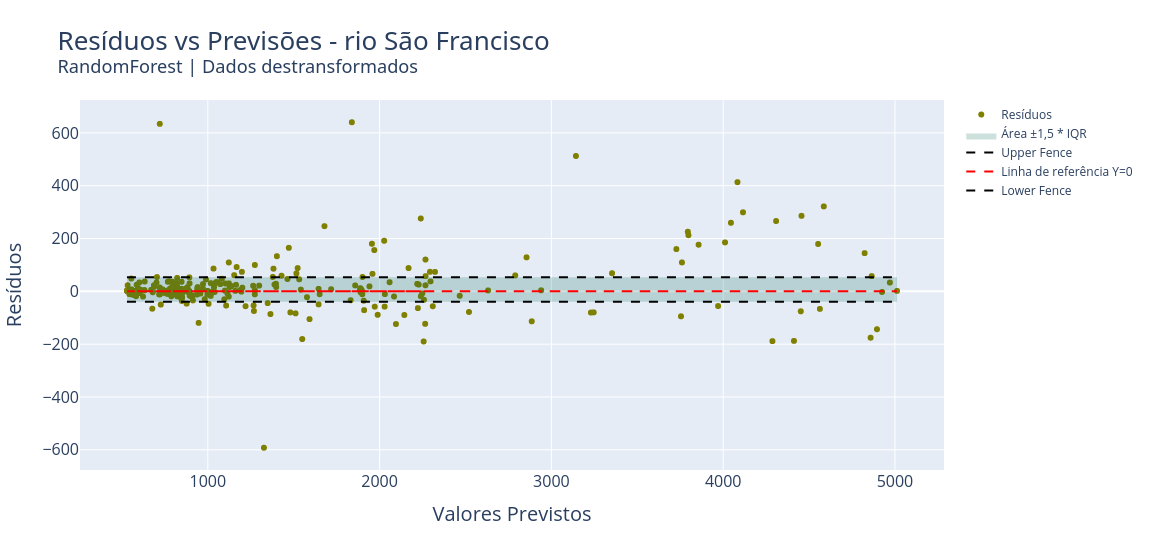 Resíduos vs Previsões - rio São Francisco
RandomForest | Dados destransformados
Resíduos
600
400
200
0
−200
−400
−600
1000
2000
3000
4000
5000
Valores Previstos
Resíduos
Área ±1,5 * IQR
Upper Fence
Linha de referência Y=0
Lower Fence